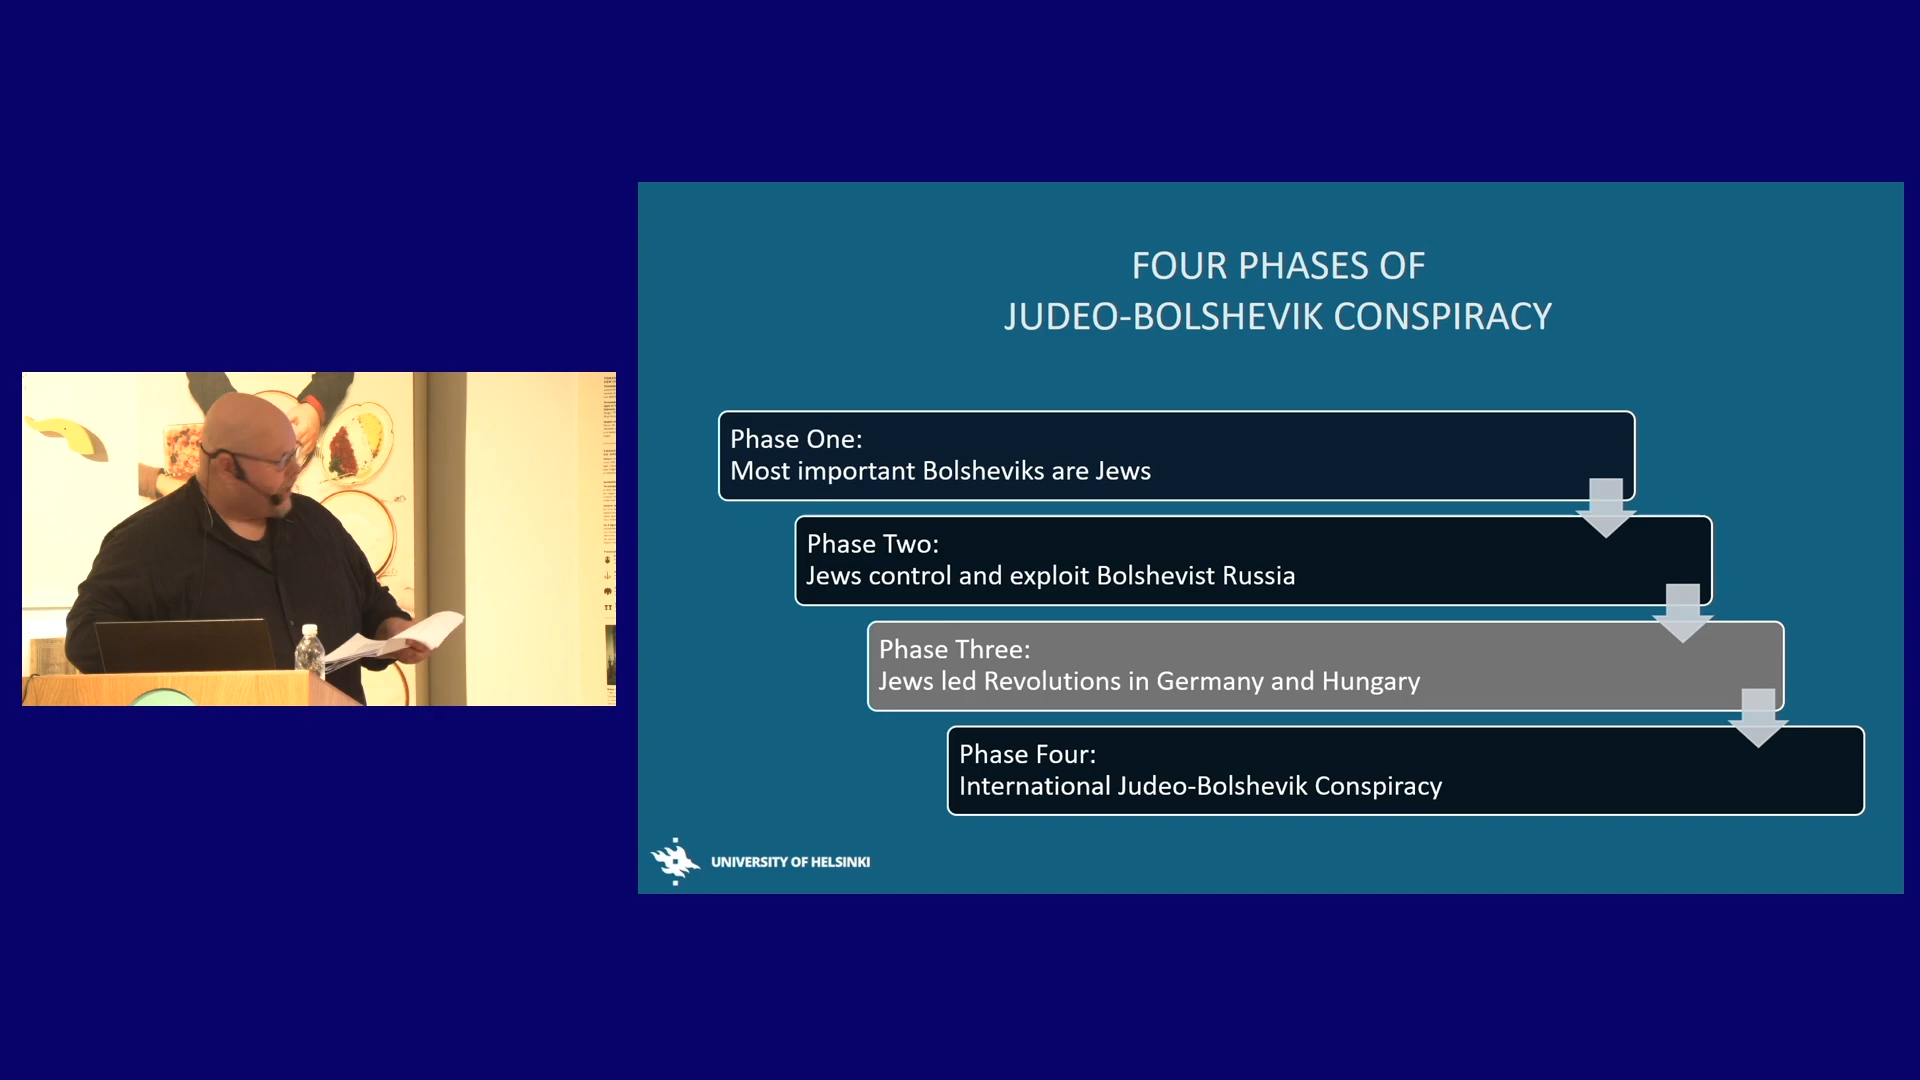 FOUR PHASES OF
JUDEO-BOLSHEVIK CONSPIRACY
Phase One:
Most important Bolsheviks are Jews
Phase Two:
Jews control and exploit Bolshevist Russia
Phase Three:
Jews led Revolutions in Germany and Hungary
Phase Four:
International Judeo-Bolshevik Conspiracy
UNIVERSITY OF HELSINKI